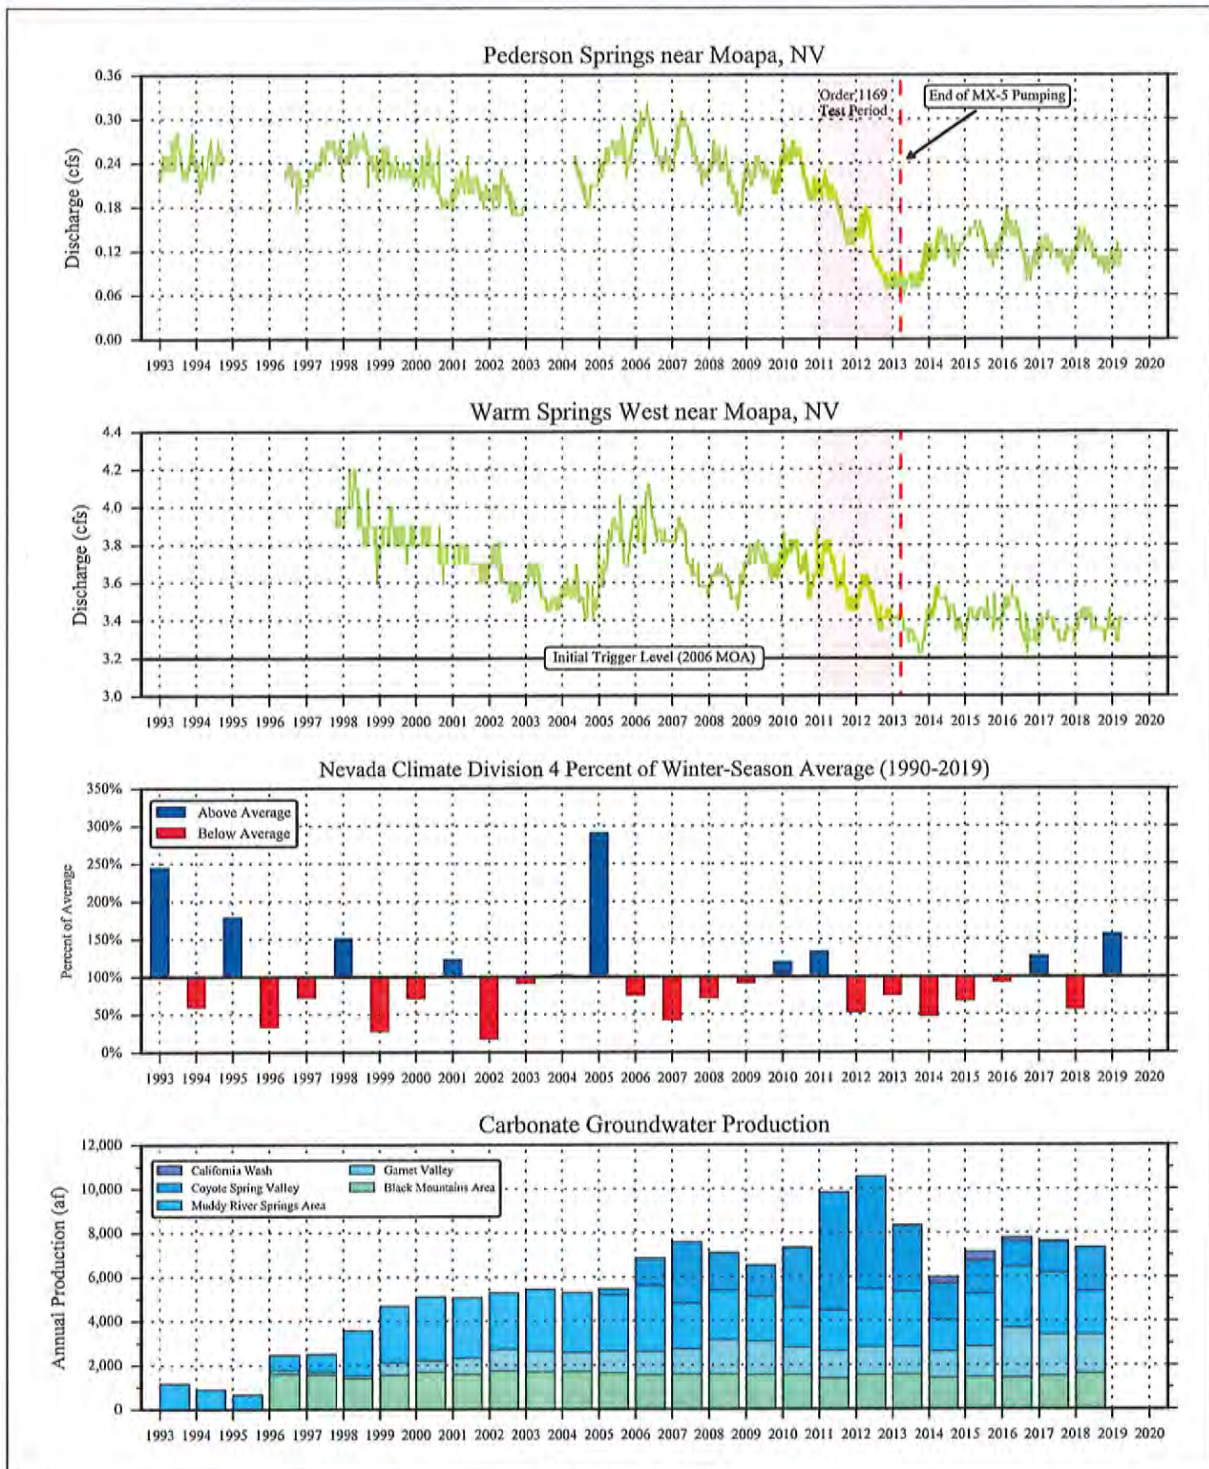 Pederson Springs near Moapa, NV
0.36
0.30
0.24
0.18
0.12
0.06
0.00
Discharge (cfs)
Order 1169
Test Period
End of MX-5 Pumping
1993 1994 1995 1996 1997 1998 1999 2000 2001 2002 2003 2004 2005 2006 2007 2008 2009 2010 2011 2012 2013 2014 2015 2016 2017 2018 2019 2020
Warm Springs West near Moapa, NV
4.4
4.2
4.0
3.8
3.6
3.4
3.2
3.0
Discharge (cfs)
Initial Trigger Level (2006 MOA)
1993 1994 1995 1996 1997 1998 1999 2000 2001 2002 2003 2004 2005 2006 2007 2008 2009 2010 2011 2012 2013 2014 2015 2016 2017 2018 2019 2020
Nevada Climate Division 4 Percent of Winter-Season Average (1990-2019)
350%
300%
250%
200%
150%
100%
50%
0%
Percent of Average
Above Average
Below Average
1993 1994 1995 1996 1997 1998 1999 2000 2001 2002 2003 2004 2005 2006 2007 2008 2009 2010 2011 2012 2013 2014 2015 2016 2017 2018 2019 2020
Carbonate Groundwater Production
12,000
10,000
8,000
6,000
4,000
2,000
0
Annual Production (af)
California Wash
Coyote Spring Valley
Muddy River Springs Area
Garnet Valley
Black Mountains Area
1993 1994 1995 1996 1997 1998 1999 2000 2001 2002 2003 2004 2005 2006 2007 2008 2009 2010 2011 2012 2013 2014 2015 2016 2017 2018 2019 2020